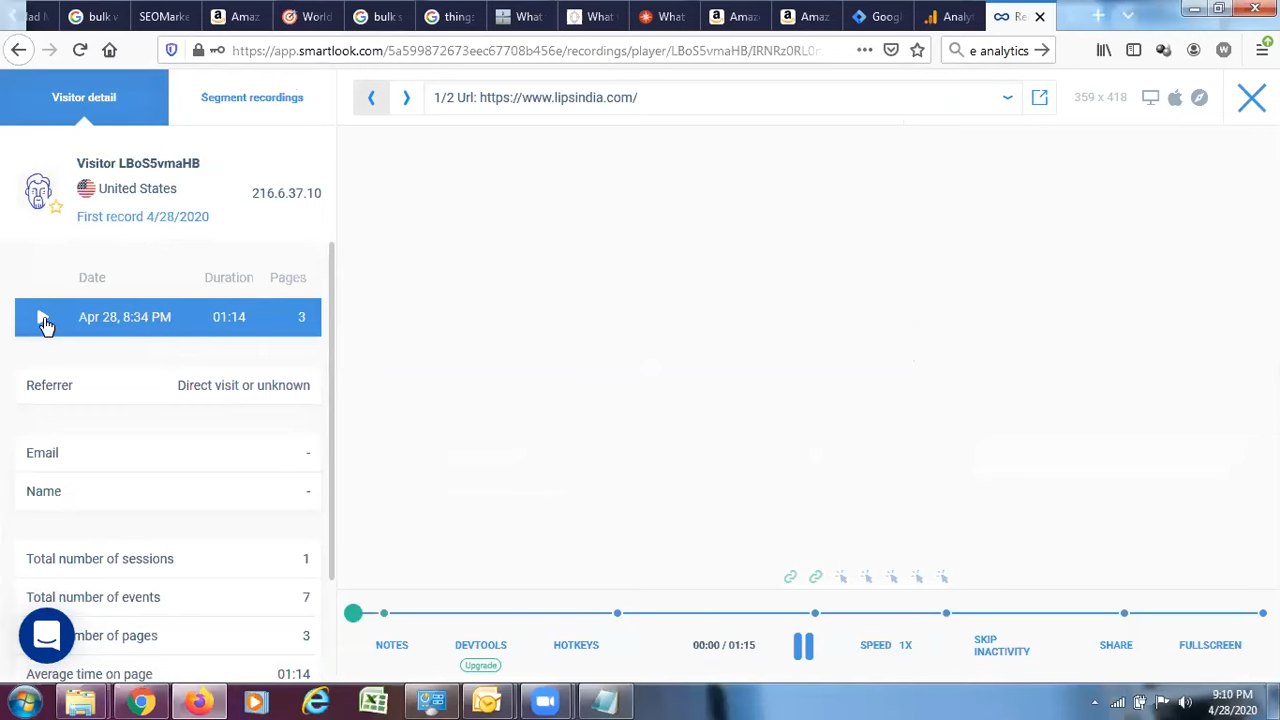 ad N
bulk v
SEOMarke
Amaz
World
bulk s
thing
What
What
What
Amaz
Amaz
Googl
Analyt
Re
https://app.smartlook.com/5a599872673eec67708b456e/recordings/player/LBoS5vmaHB/IRNRz0RL0
e analytics
Visitor detail
Segment recordings
1/2 Url: https://www.lipsindia.com/
359 x 418
Visitor LBoS5vmaHB
United States
216.6.37.10
First record 4/28/2020
Date Duration Pages
Apr 28, 8:34 PM 01:14 3
Referrer Direct visit or unknown
Email -
Name -
Total number of sessions 1
Total number of events 7
mber of pages 3
Average time on page 01:14
NOTES
DEVTOOLS
Upgrade
HOTKEYS
00:00 / 01:15
SPEED 1X
SKIP
INACTIVITY
SHARE
FULLSCREEN
9:10 PM
4/28/2020